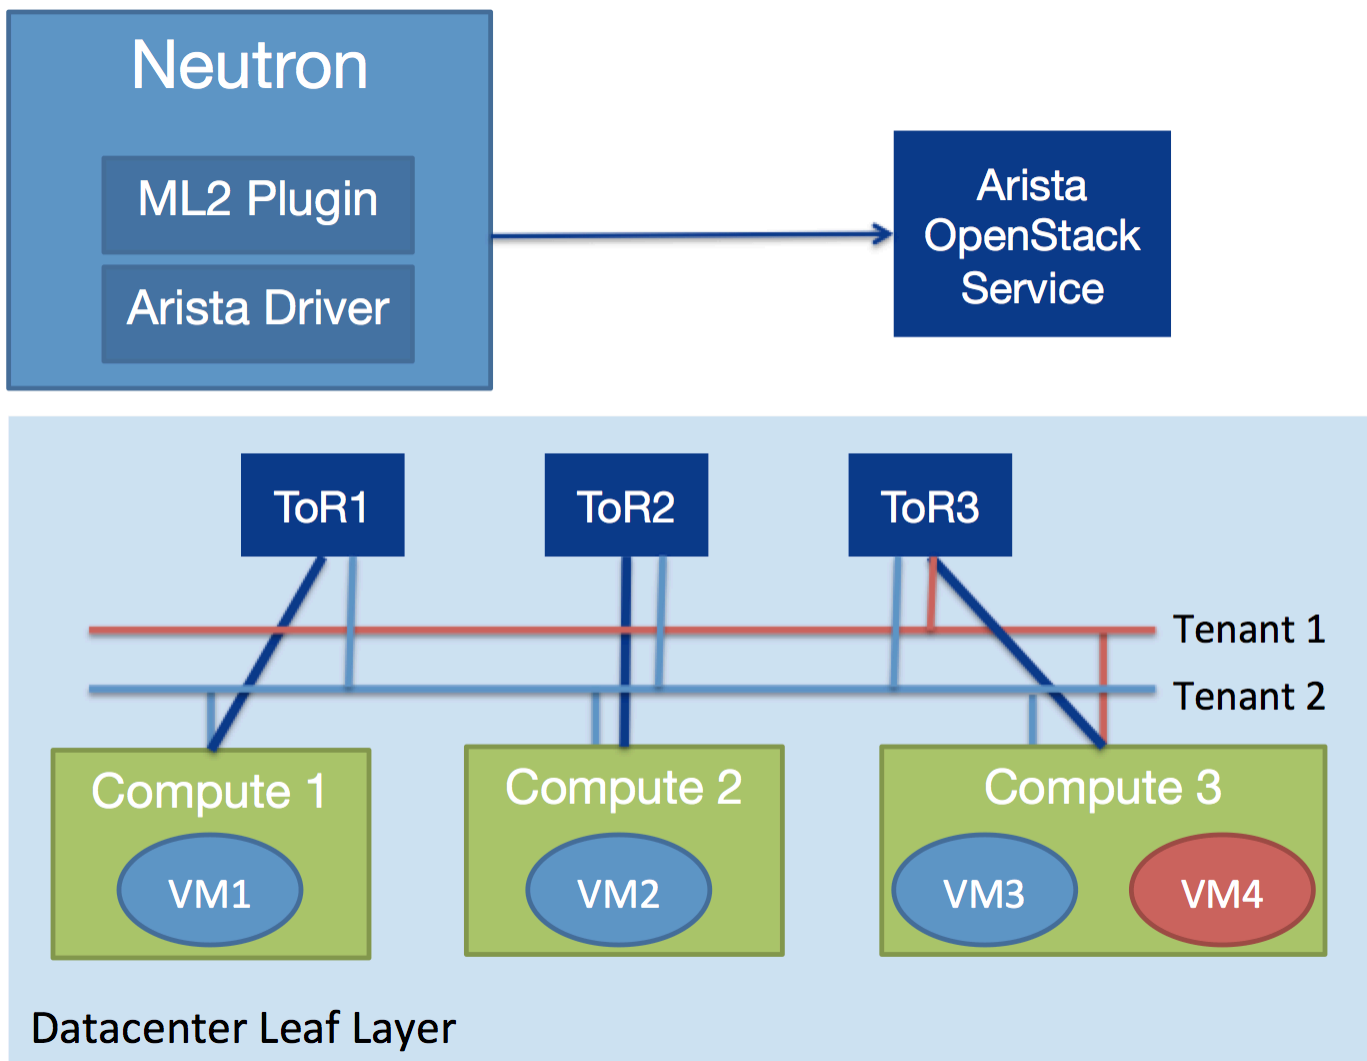 Neutron
ML2 Plugin
Arista Driver
Arista
OpenStack
Service
ToR1
ToR2
ToR3
Tenant 1
Tenant 2
Compute 1
Compute 2
Compute 3
VM1
VM2
VM3
VM4
Datacenter Leaf Layer